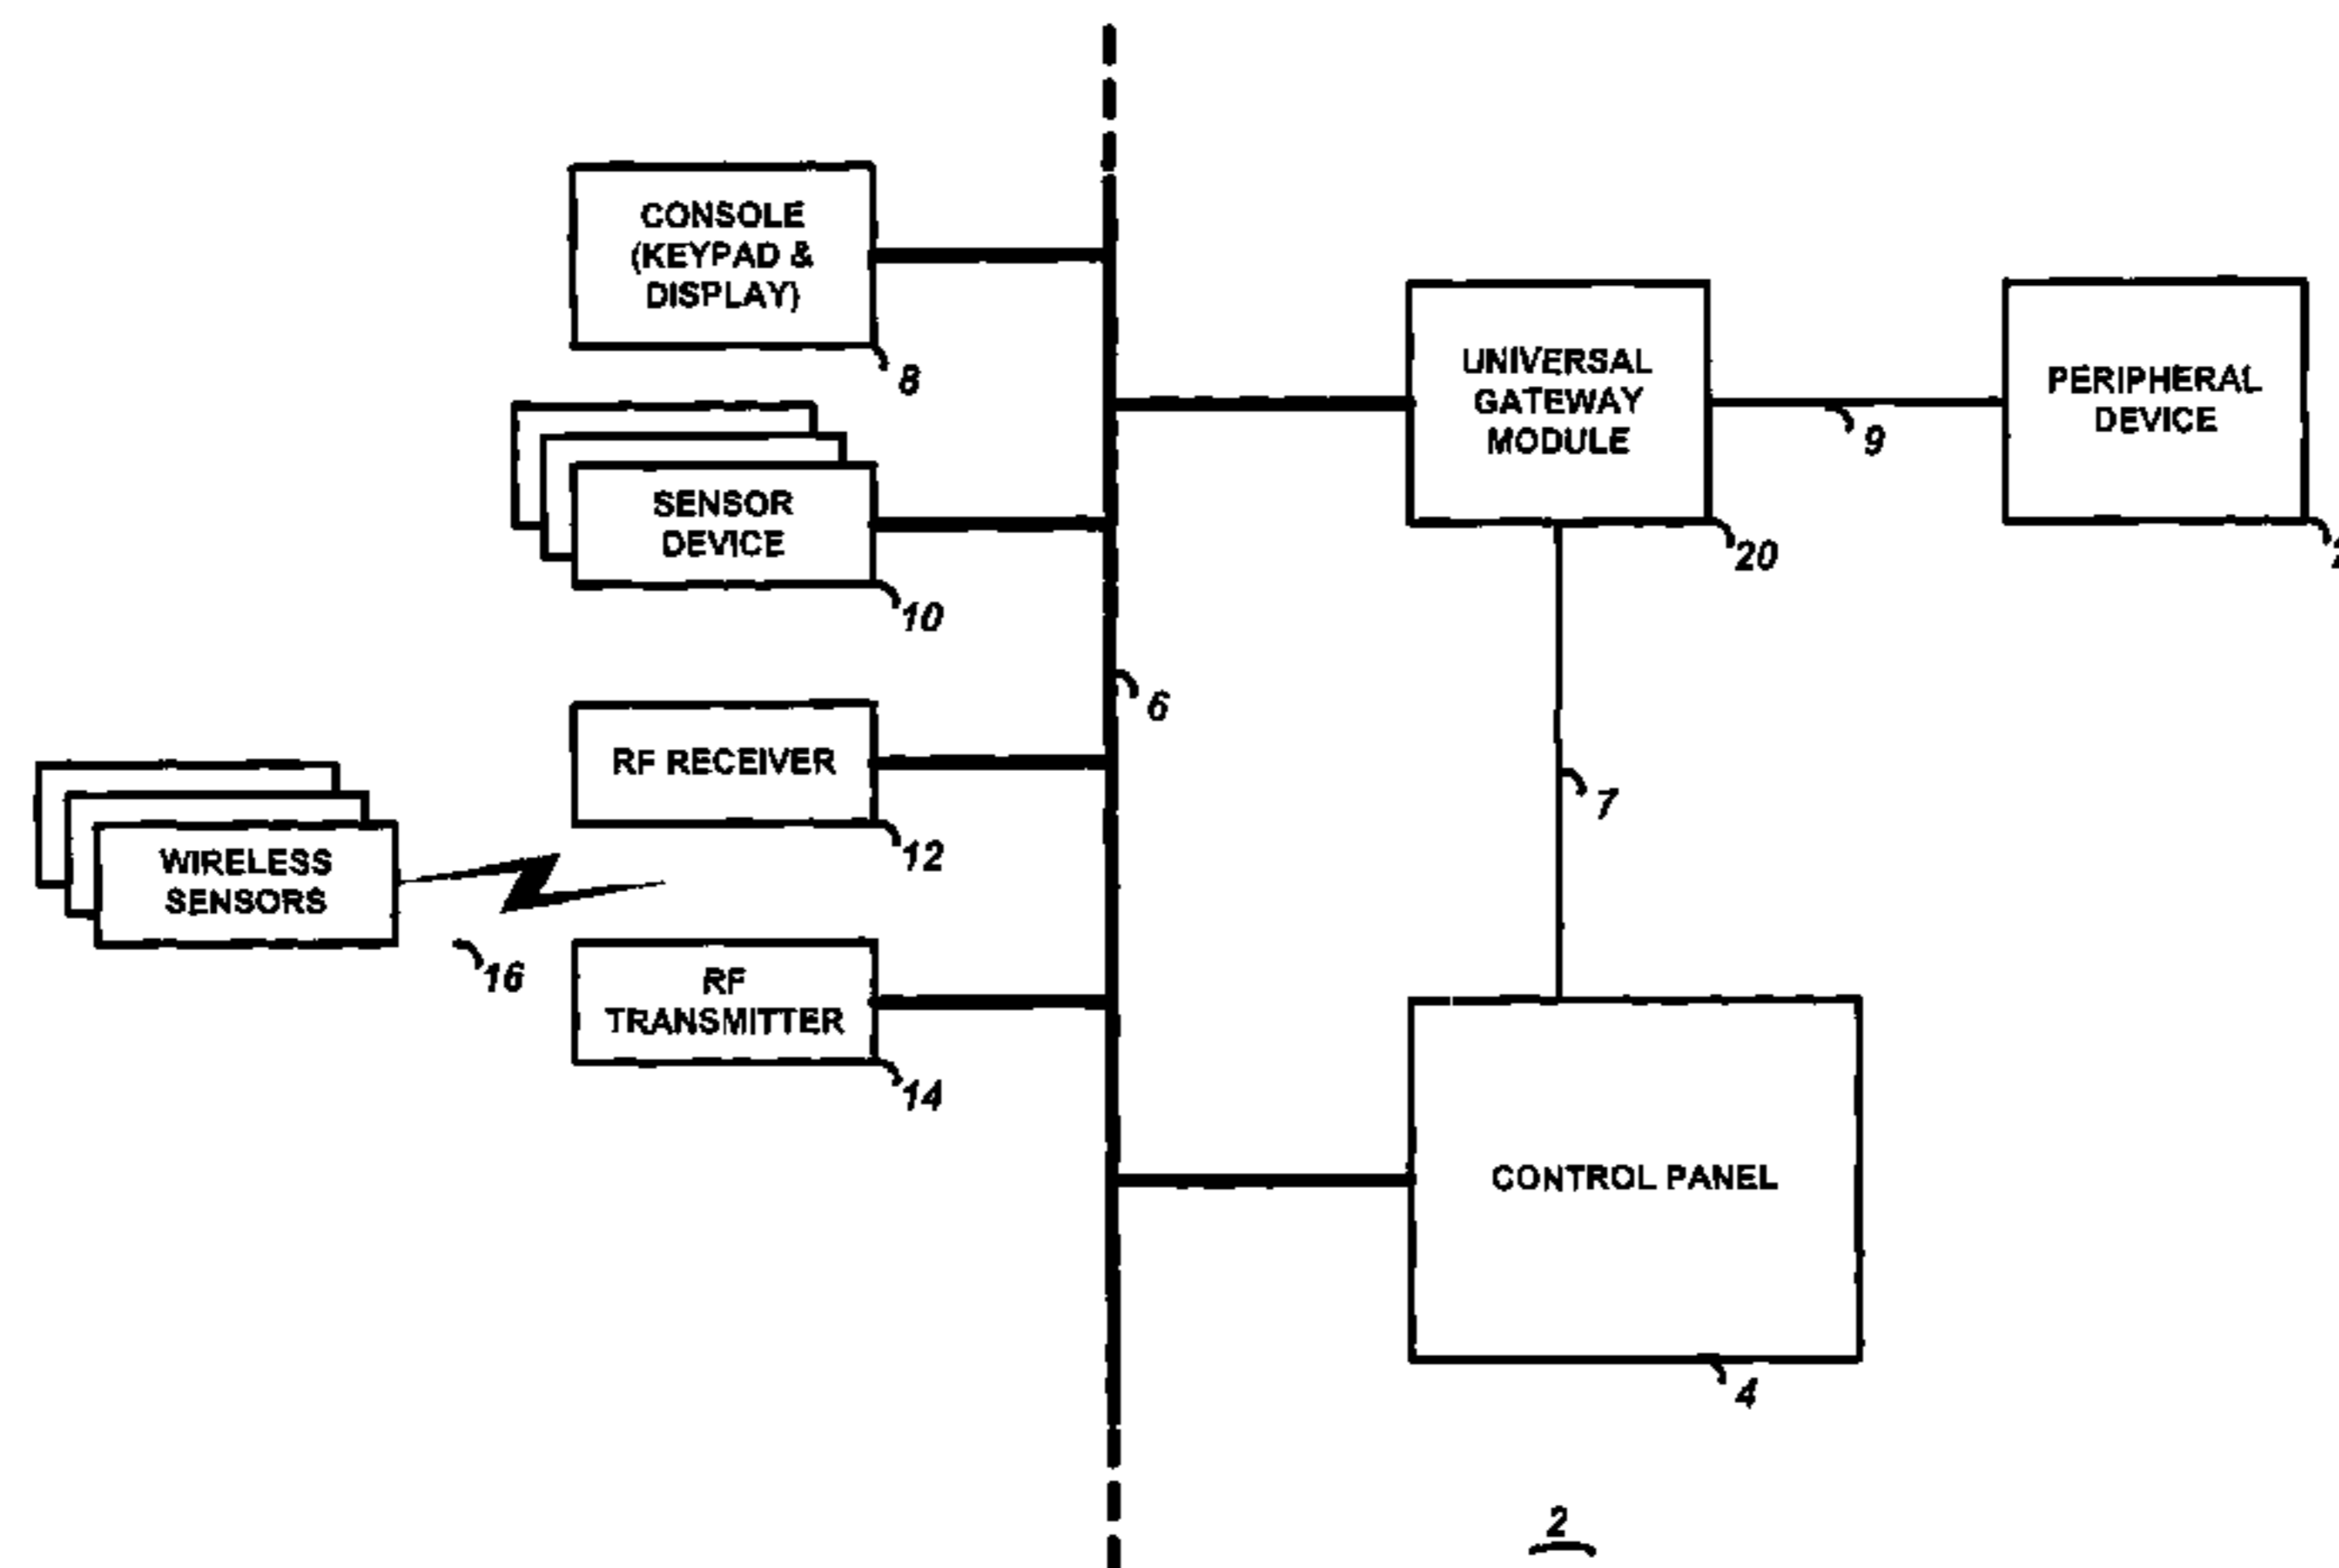 CONSOLE
(KEYPAD &
DISPLAY)
8
UNIVERSAL
GATEWAY
MODULE
20
9
PERIPHERAL
DEVICE
SENSOR
DEVICE
10
6
RF RECEIVER
12
7
WIRELESS
SENSORS
16
RF
TRANSMITTER
14
CONTROL PANEL
4
2